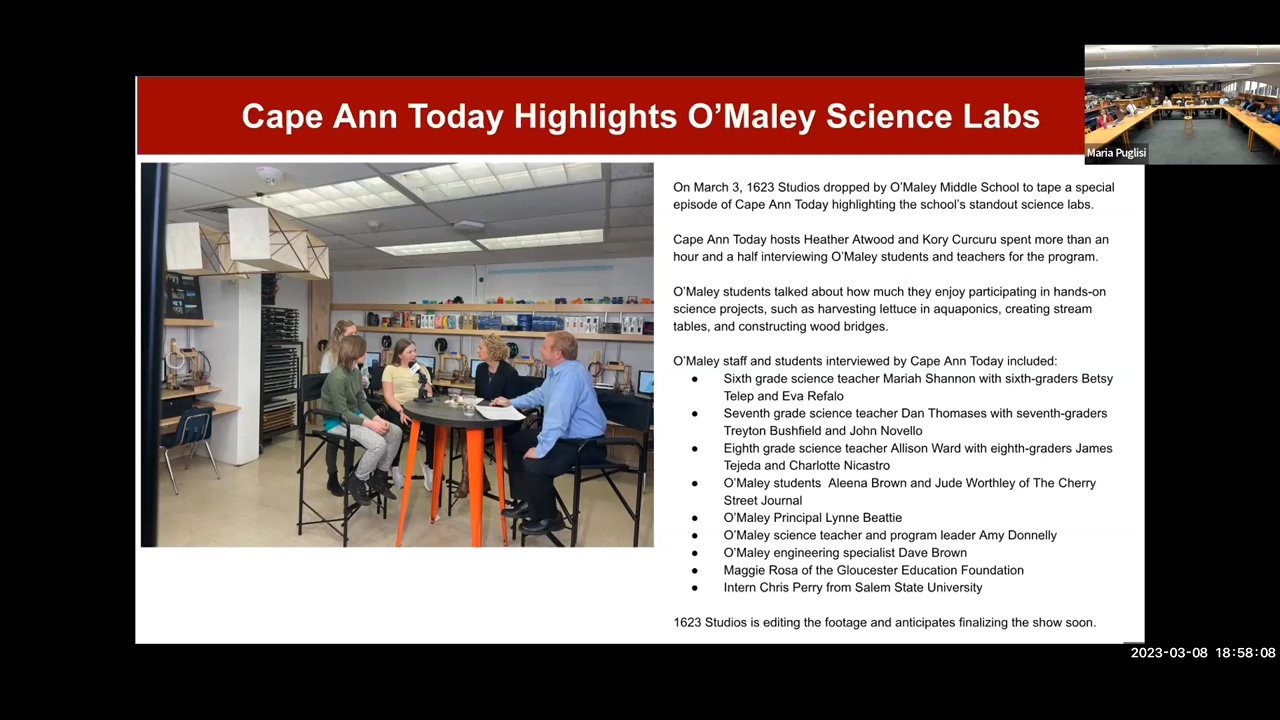 Cape Ann Today Highlights O'Maley Science Labs
Maria Puglisi
On March 3, 1623 Studios dropped by O'Maley Middle School to tape a special
episode of Cape Ann Today highlighting the school's standout science labs.
Cape Ann Today hosts Heather Atwood and Kory Curcuru spent more than an
hour and a half interviewing O'Maley students and teachers for the program.
O'Maley students talked about how much they enjoy participating in hands-on
science projects, such as harvesting lettuce in aquaponics, creating stream
tables, and constructing wood bridges.
O'Maley staff and students interviewed by Cape Ann Today included:
● Sixth grade science teacher Mariah Shannon with sixth-graders Betsy
Telep and Eva Refalo
● Seventh grade science teacher Dan Thomases with seventh-graders
Treyton Bushfield and John Novello
● Eighth grade science teacher Allison Ward with eighth-graders James
Tejeda and Charlotte Nicastro
● O'Maley students  Aleena Brown and Jude Worthley of The Cherry
Street Journal
● O'Maley Principal Lynne Beattie
● O'Maley science teacher and program leader Amy Donnelly
● O'Maley engineering specialist Dave Brown
● Maggie Rosa of the Gloucester Education Foundation
● Intern Chris Perry from Salem State University
1623 Studios is editing the footage and anticipates finalizing the show soon.
2023-03-08 18:58:08